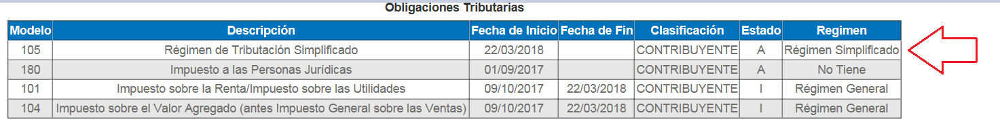 Obligaciones Tributarias
Modelo Descripción Fecha de Inicio Fecha de Fin Clasificación Estado Regimen
105 Régimen de Tributación Simplificado 22/03/2018 CONTRIBUYENTE A Régimen Simplificado
180 Impuesto a las Personas Jurídicas 01/09/2017 CONTRIBUYENTE A No Tiene
101 Impuesto sobre la Renta/Impuesto sobre las Utilidades 09/10/2017 22/03/2018 CONTRIBUYENTE I Régimen General
104 Impuesto sobre el Valor Agregado (antes Impuesto General sobre las Ventas) 09/10/2017 22/03/2018 CONTRIBUYENTE I Régimen General